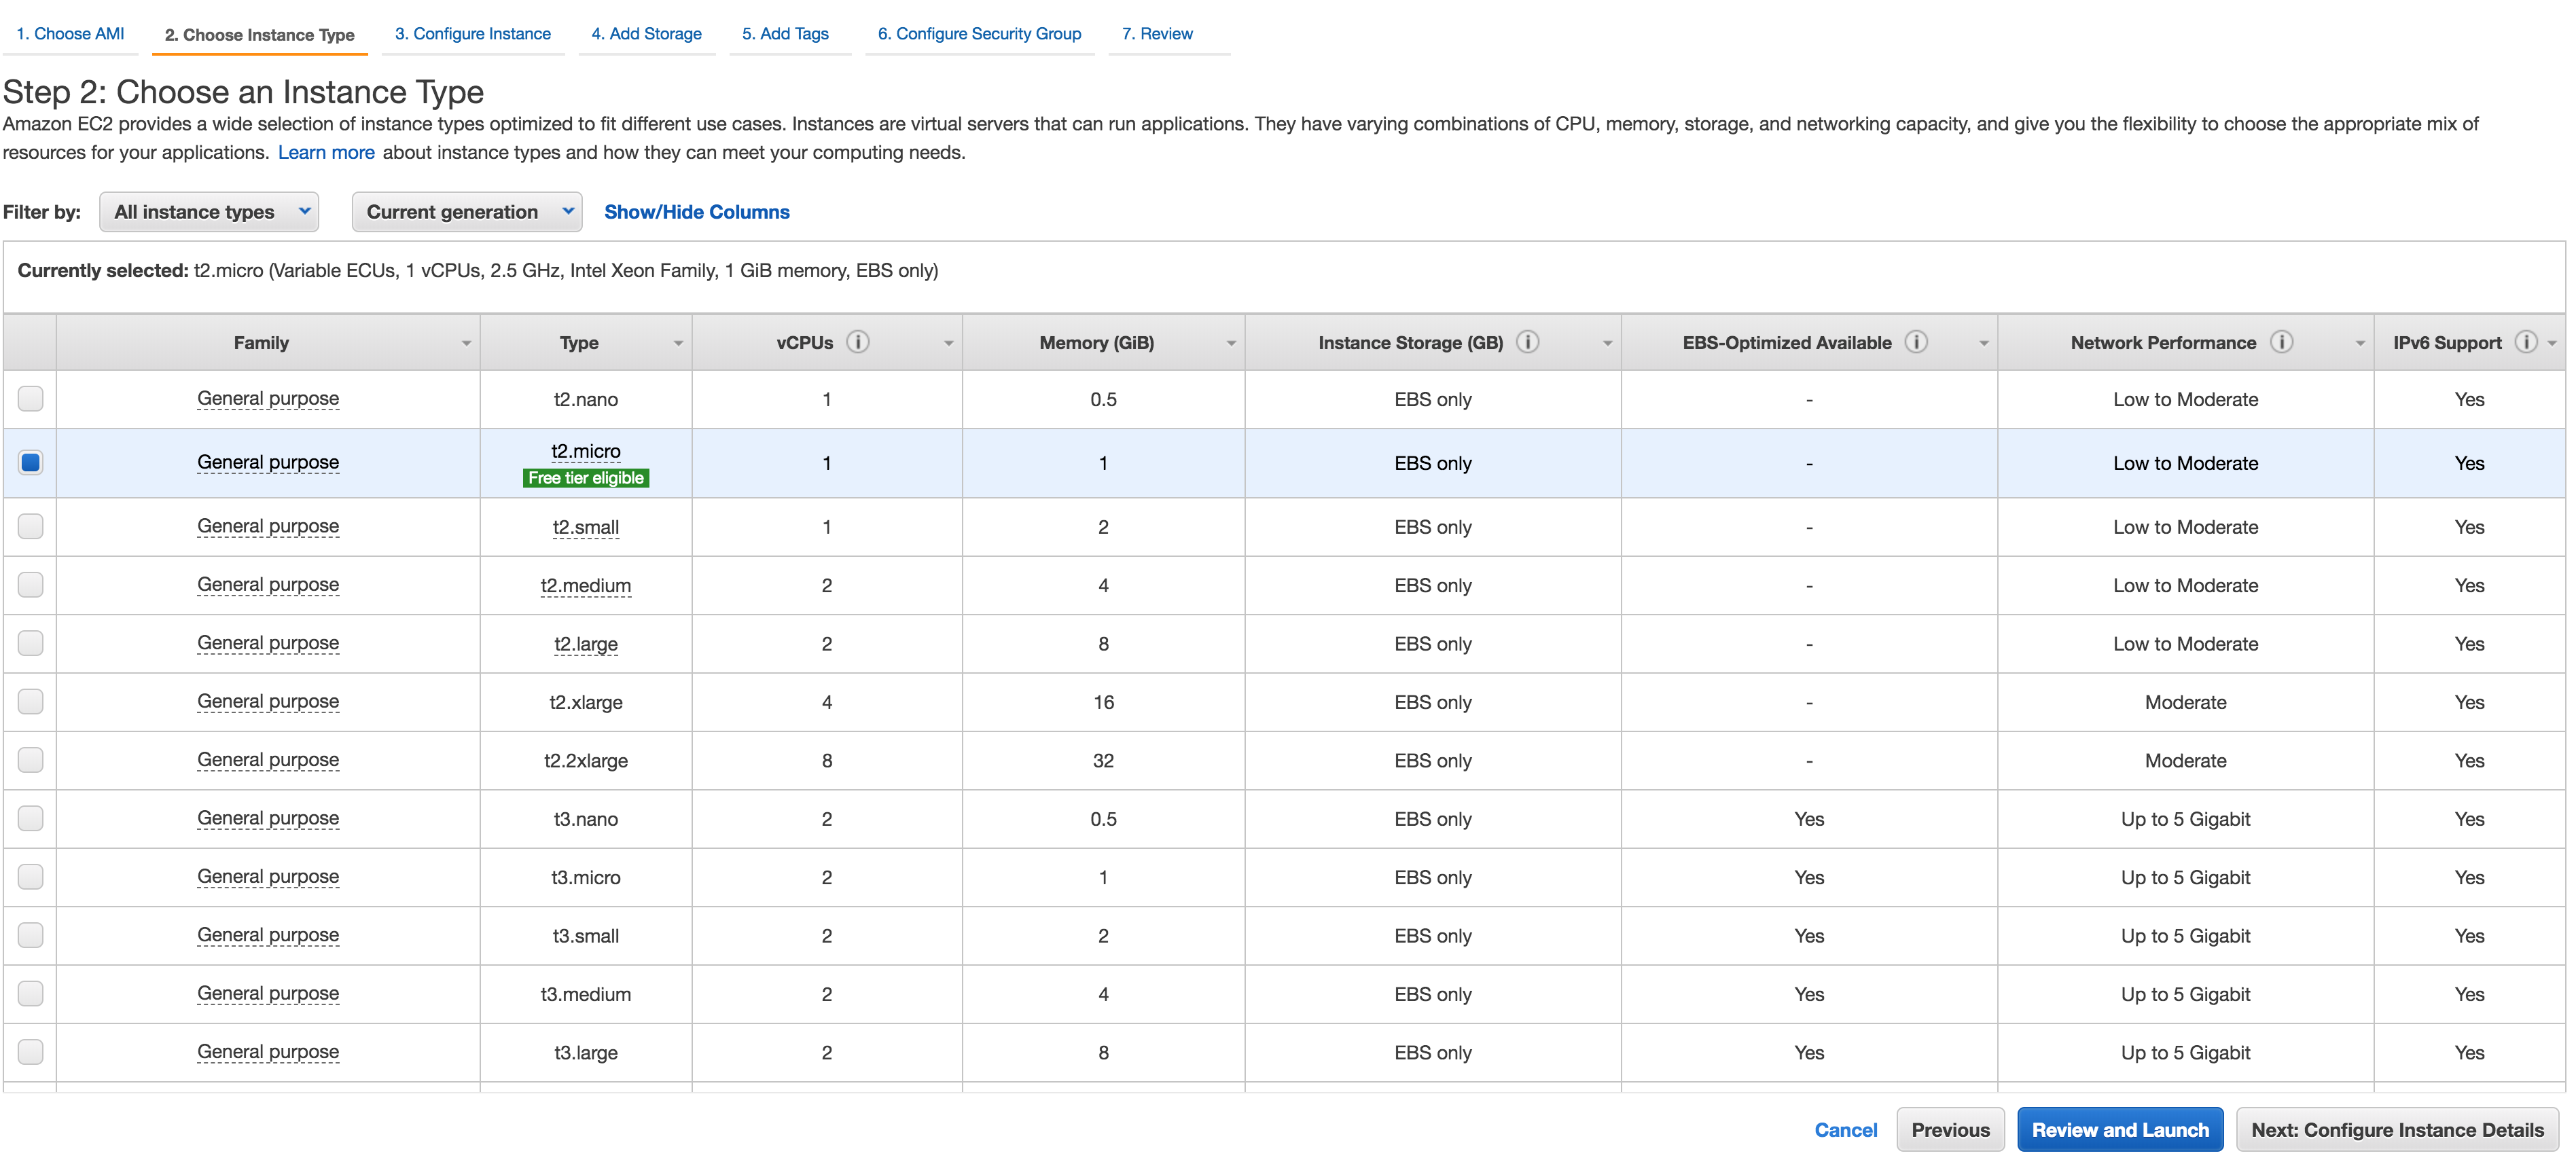 1. Choose AMI 2. Choose Instance Type 3. Configure Instance 4. Add Storage 5. Add Tags 6. Configure Security Group 7. Review
Step 2: Choose an Instance Type
Amazon EC2 provides a wide selection of instance types optimized to fit different use cases. Instances are virtual servers that can run applications. They have varying combinations of CPU, memory, storage, and networking capacity, and give you the flexibility to choose the appropriate mix of
resources for your applications. Learn more about instance types and how they can meet your computing needs.
Filter by: All instance types Current generation Show/Hide Columns
Currently selected: t2.micro (Variable ECUs, 1 vCPUs, 2.5 GHz, Intel Xeon Family, 1 GiB memory, EBS only)
Family Type vCPUs Memory (GiB) Instance Storage (GB) EBS-Optimized Available Network Performance IPv6 Support
General purpose t2.nano 1 0.5 EBS only - Low to Moderate Yes
General purpose t2.micro 1 1 EBS only - Low to Moderate Yes
Free tier eligible
General purpose t2.small 1 2 EBS only - Low to Moderate Yes
General purpose t2.medium 2 4 EBS only - Low to Moderate Yes
General purpose t2.large 2 8 EBS only - Low to Moderate Yes
General purpose t2.xlarge 4 16 EBS only - Moderate Yes
General purpose t2.2xlarge 8 32 EBS only - Moderate Yes
General purpose t3.nano 2 0.5 EBS only Yes Up to 5 Gigabit Yes
General purpose t3.micro 2 1 EBS only Yes Up to 5 Gigabit Yes
General purpose t3.small 2 2 EBS only Yes Up to 5 Gigabit Yes
General purpose t3.medium 2 4 EBS only Yes Up to 5 Gigabit Yes
General purpose t3.large 2 8 EBS only Yes Up to 5 Gigabit Yes
Cancel Previous Review and Launch Next: Configure Instance Details